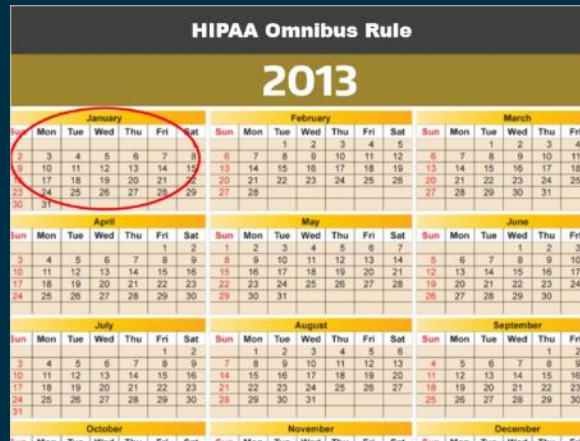 HIPAA Omnibus Rule
2013
January February March
Sun Mon Tue Wed Thu Fri Sat Sun Mon Tue Wed Thu Fri Sat Sun Mon Tue Wed Thu Fri
1 2 3 4 5 1 2 3 4
2 3 4 5 6 7 8 6 7 8 9 10 11 12 6 7 8 9 10 11
9 10 11 12 13 14 15 13 14 15 16 17 18 19 13 14 15 16 17 18
17 18 19 20 21 22 20 21 22 23 24 25 26 20 21 22 23 24 25
23 24 25 26 27 28 29 27 28 27 28 29 30 31
30 31
April May June
Sun Mon Tue Wed Thu Fri Sat Sun Mon Tue Wed Thu Fri Sat Sun Mon Tue Wed Thu Fri
1 2 1 2 3 4 5 6 7 1 2 3
3 4 5 6 7 8 9 8 9 10 11 12 13 14 5 6 7 8 9 10
10 11 12 13 14 15 16 15 16 17 18 19 20 21 12 13 14 15 16 17
17 18 19 20 21 22 23 22 23 24 25 26 27 28 19 20 21 22 23 24
24 25 26 27 28 29 30 29 30 31 26 27 28 29 30
July August September
Sun Mon Tue Wed Thu Fri Sat Sun Mon Tue Wed Thu Fri Sat Sun Mon Tue Wed Thu Fri
1 2 1 2 3 4 5 6 1 2
3 4 5 6 7 8 9 7 8 9 10 11 12 13 4 5 6 7 8 9
10 11 12 13 14 15 16 14 15 16 17 18 19 20 11 12 13 14 15 16
17 18 19 20 21 22 23 21 22 23 24 25 26 27 18 19 20 21 22 23
24 25 26 27 28 29 30 28 29 30 31 25 26 27 28 29 30
31
October November December